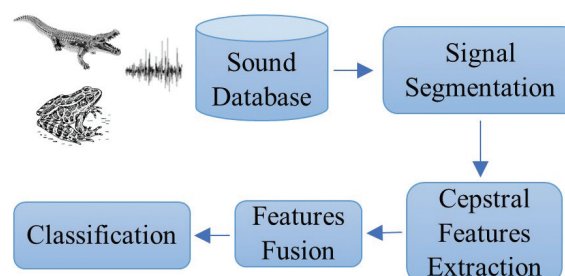 Sound
Database
Signal
Segmentation
Cepstral
Features
Extraction
Features
Fusion
Classification